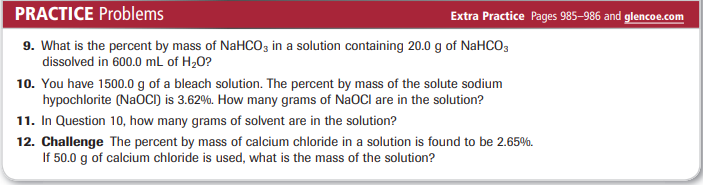 PRACTICE Problems
Extra Practice Pages 985–986 and glencoe.com
9. What is the percent by mass of NaHCO₃ in a solution containing 20.0 g of NaHCO₃
dissolved in 600.0 mL of H₂O?
10. You have 1500.0 g of a bleach solution. The percent by mass of the solute sodium
hypochlorite (NaOCl) is 3.62%. How many grams of NaOCl are in the solution?
11. In Question 10, how many grams of solvent are in the solution?
12. Challenge The percent by mass of calcium chloride in a solution is found to be 2.65%.
If 50.0 g of calcium chloride is used, what is the mass of the solution?